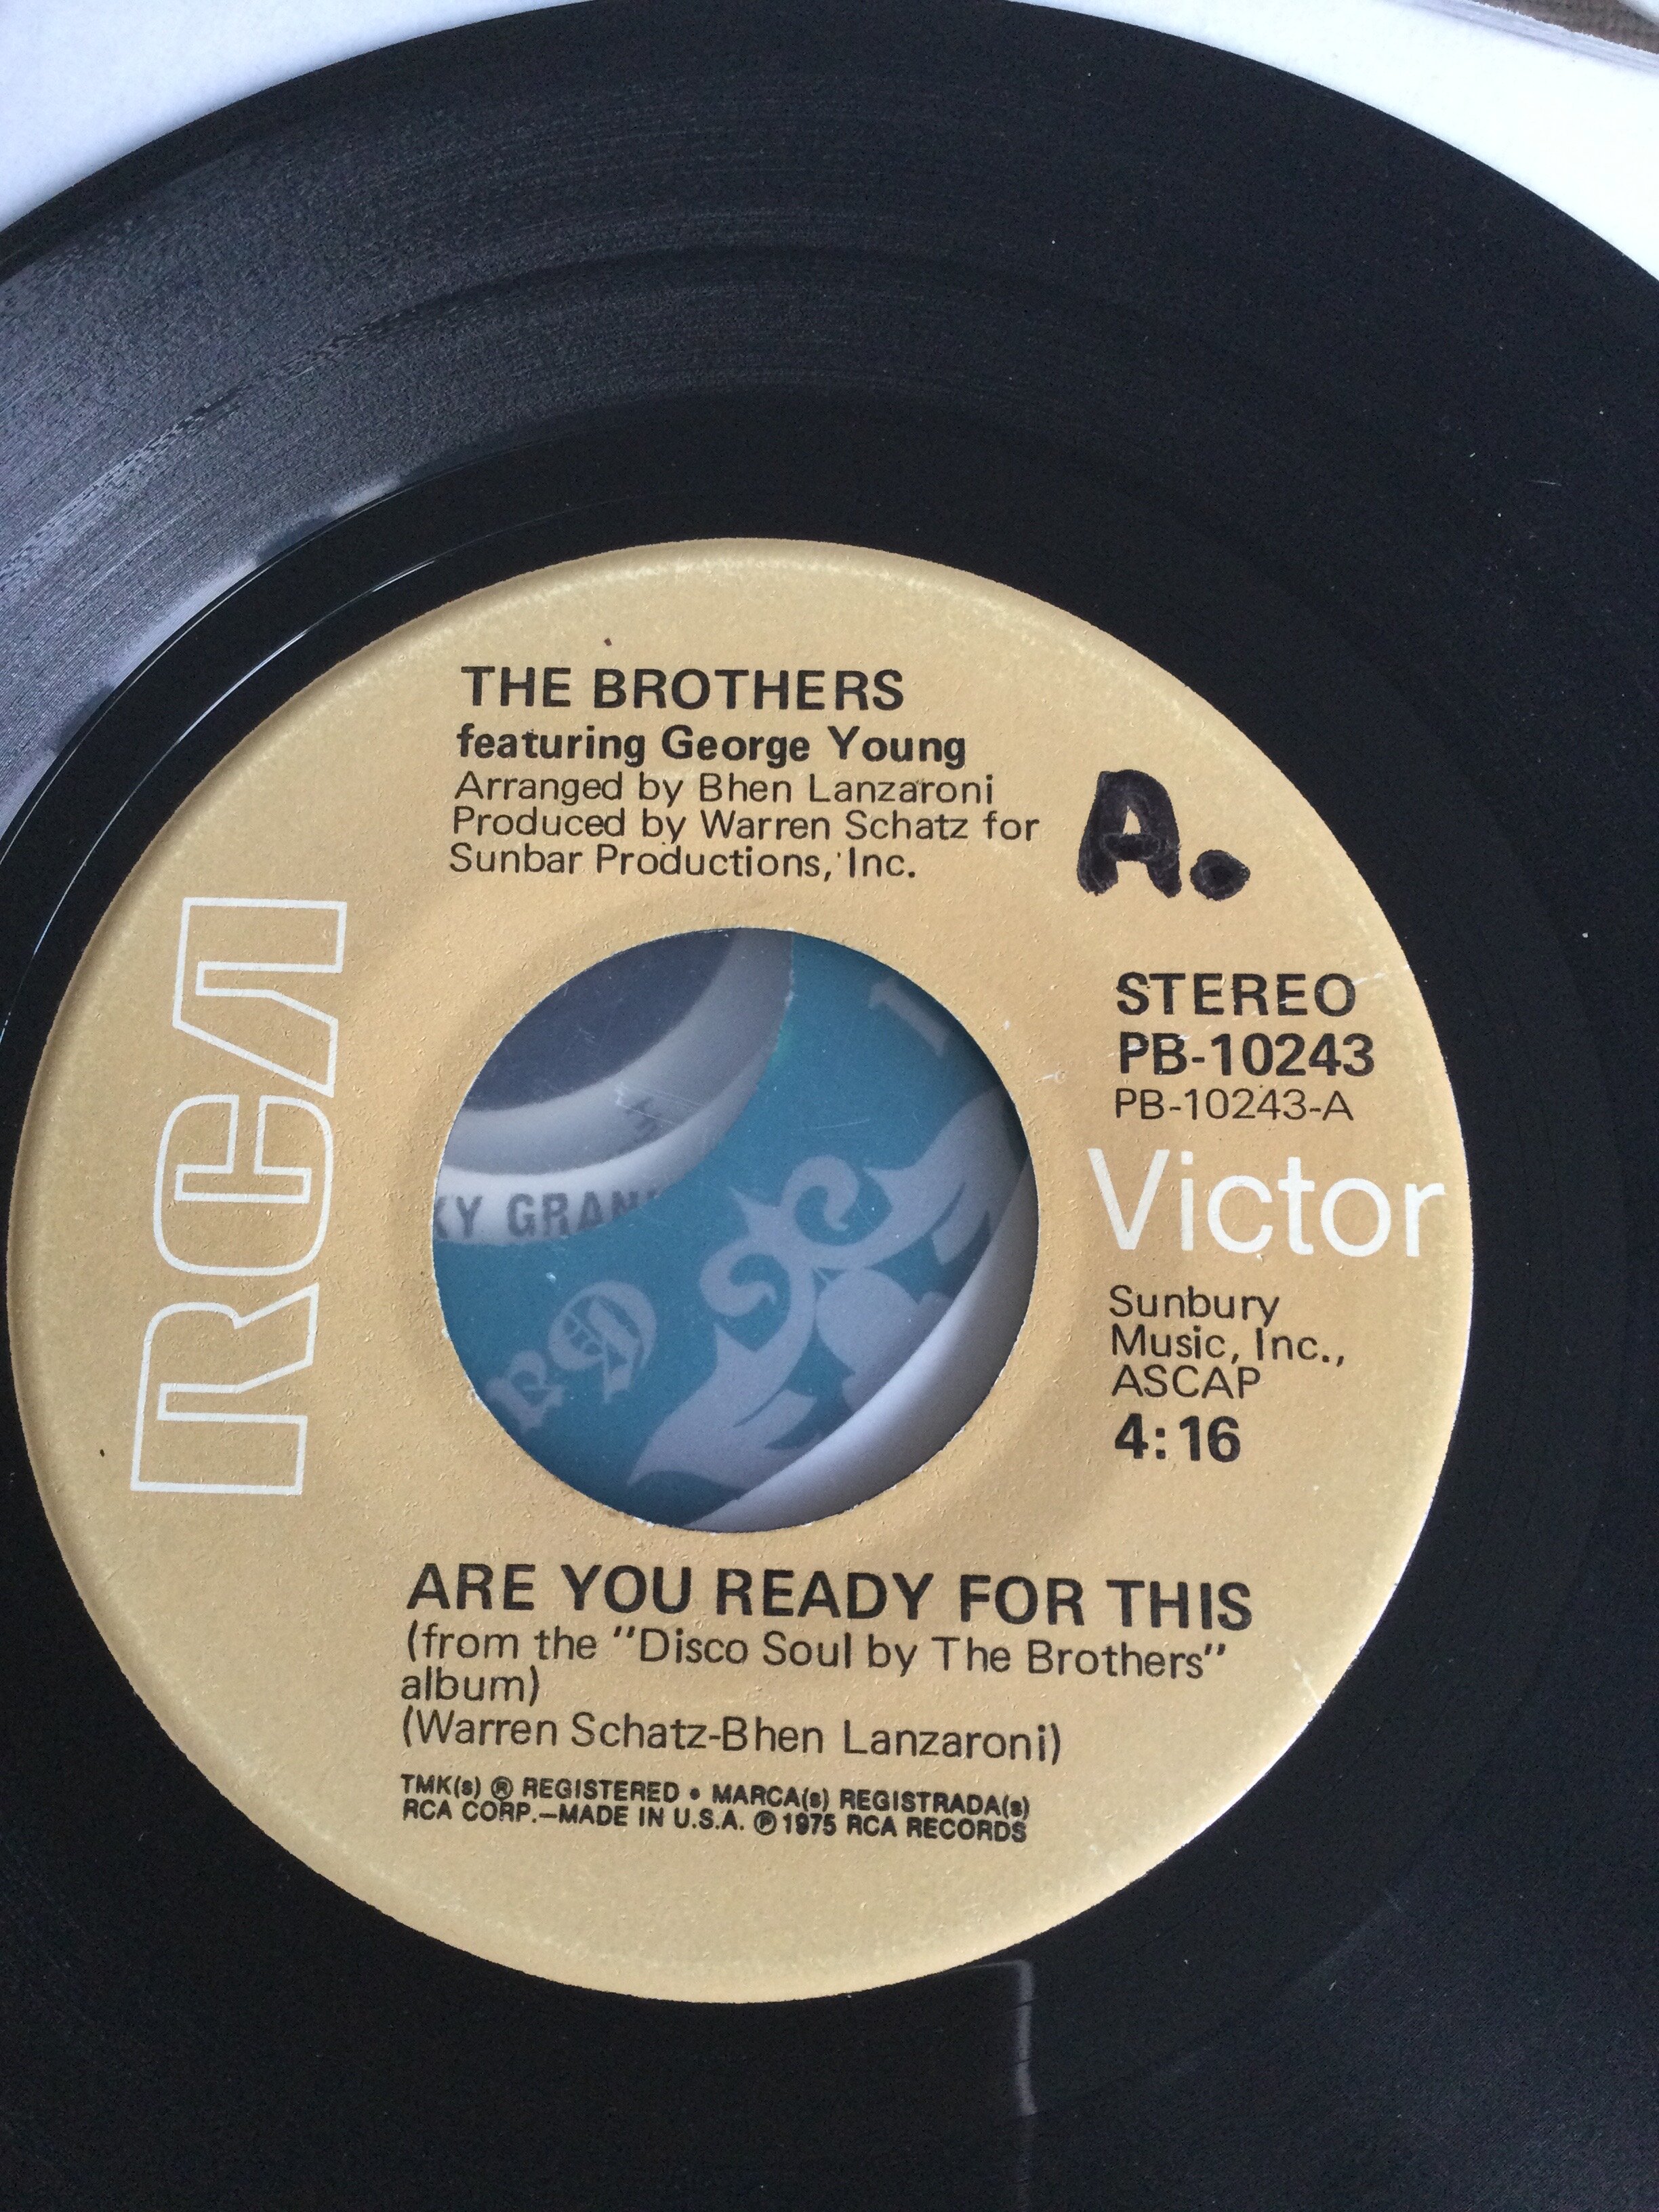 THE BROTHERS
featuring George Young
Arranged by Bhen Lanzaroni
Produced by Warren Schatz for
Sunbar Productions, Inc.
A.
RCA
STEREO
PB-10243
PB-10243-A
Victor
Sunbury
Music, Inc.,
ASCAP
4:16
ARE YOU READY FOR THIS
(from the "Disco Soul by The Brothers"
album)
(Warren Schatz-Bhen Lanzaroni)
TMK(s) ® REGISTERED • MARCA(s) REGISTRADA(s)
RCA CORP.—MADE IN U.S.A. ℗ 1975 RCA RECORDS